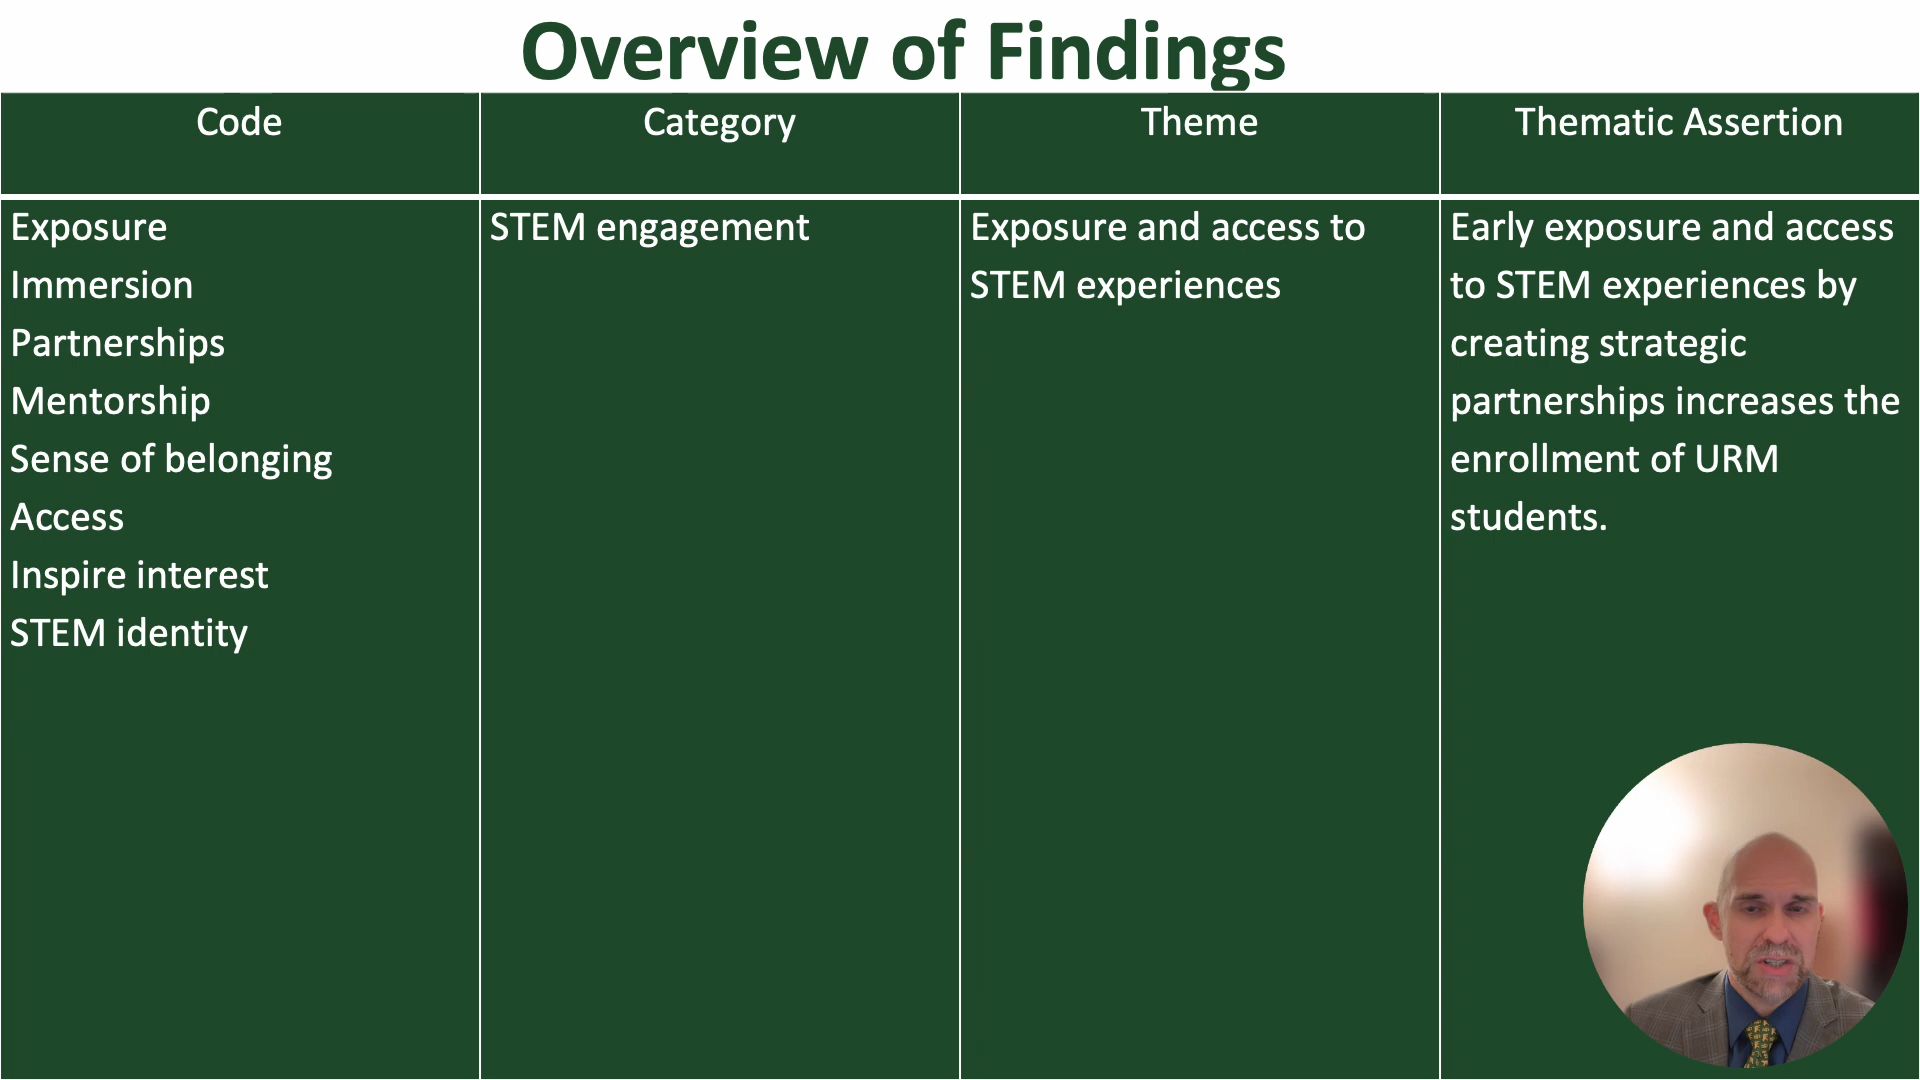 Overview of Findings
Code
Category
Theme
Thematic Assertion
Exposure
Immersion
Partnerships
Mentorship
Sense of belonging
Access
Inspire interest
STEM identity
STEM engagement
Exposure and access to
STEM experiences
Early exposure and access
to STEM experiences by
creating strategic
partnerships increases the
enrollment of URM
students.